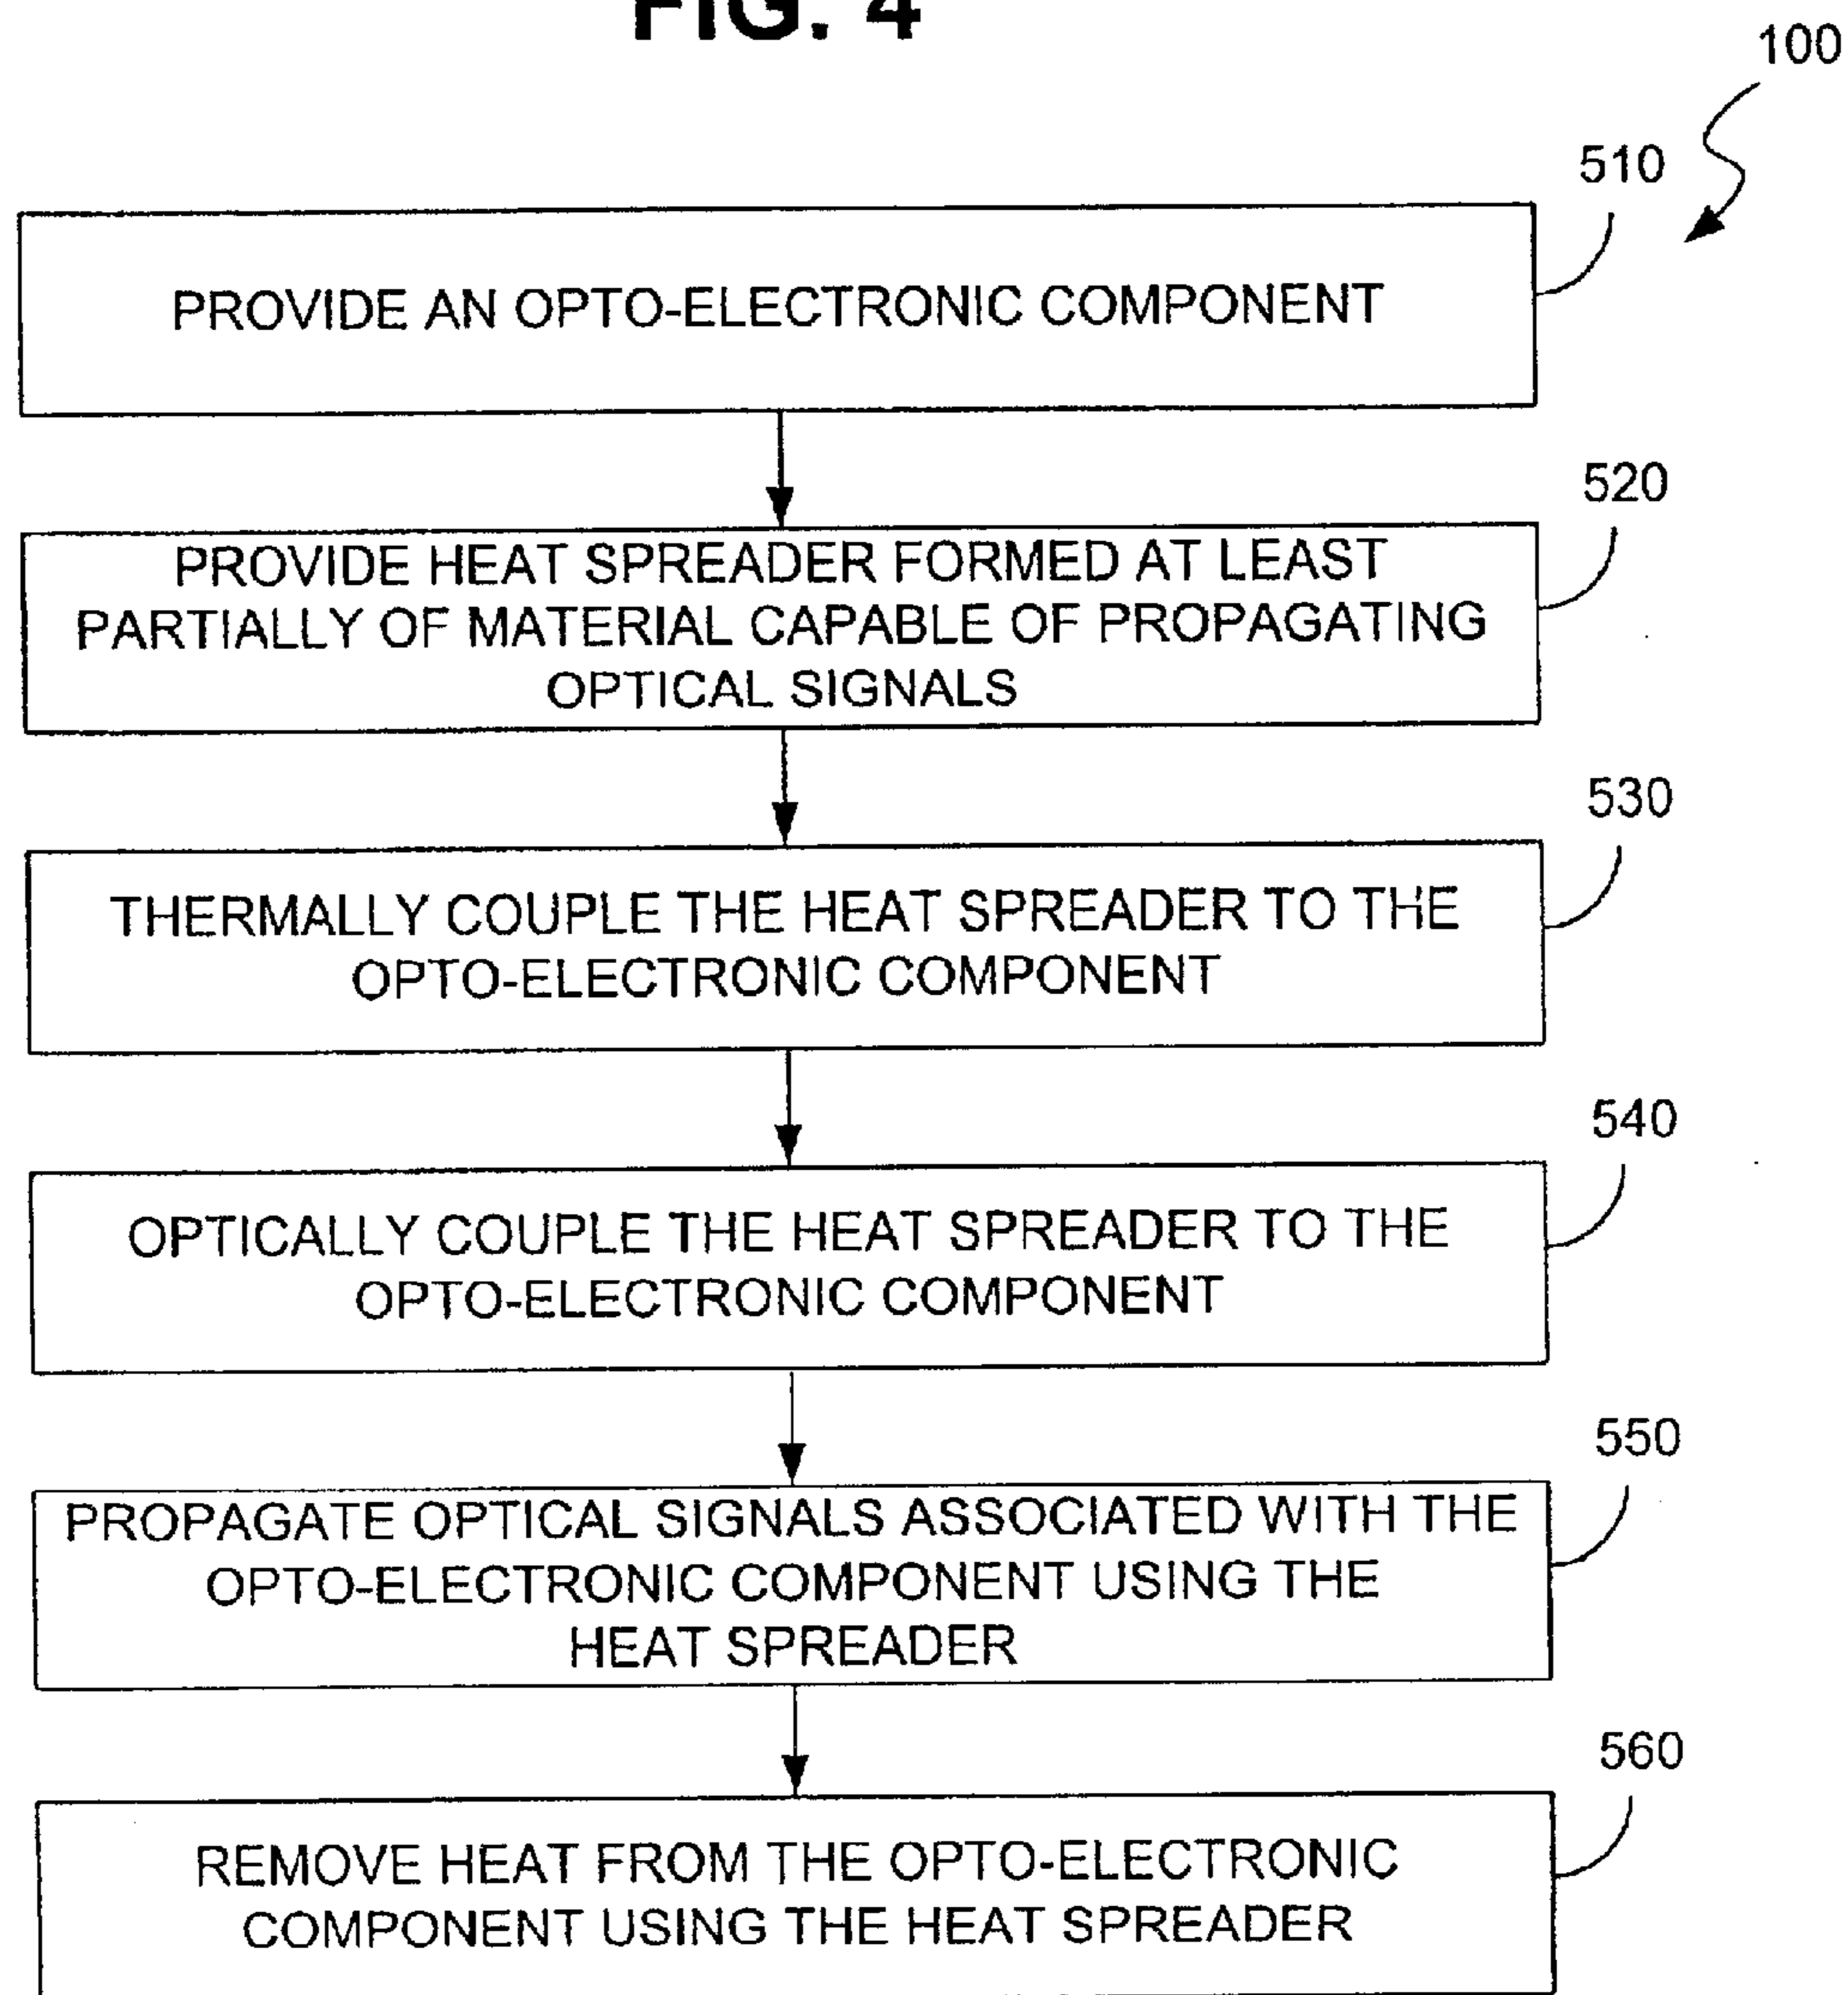 FIG. 4
100
510
PROVIDE AN OPTO-ELECTRONIC COMPONENT
520
PROVIDE HEAT SPREADER FORMED AT LEAST
PARTIALLY OF MATERIAL CAPABLE OF PROPAGATING
OPTICAL SIGNALS
530
THERMALLY COUPLE THE HEAT SPREADER TO THE
OPTO-ELECTRONIC COMPONENT
540
OPTICALLY COUPLE THE HEAT SPREADER TO THE
OPTO-ELECTRONIC COMPONENT
550
PROPAGATE OPTICAL SIGNALS ASSOCIATED WITH THE
OPTO-ELECTRONIC COMPONENT USING THE
HEAT SPREADER
560
REMOVE HEAT FROM THE OPTO-ELECTRONIC
COMPONENT USING THE HEAT SPREADER